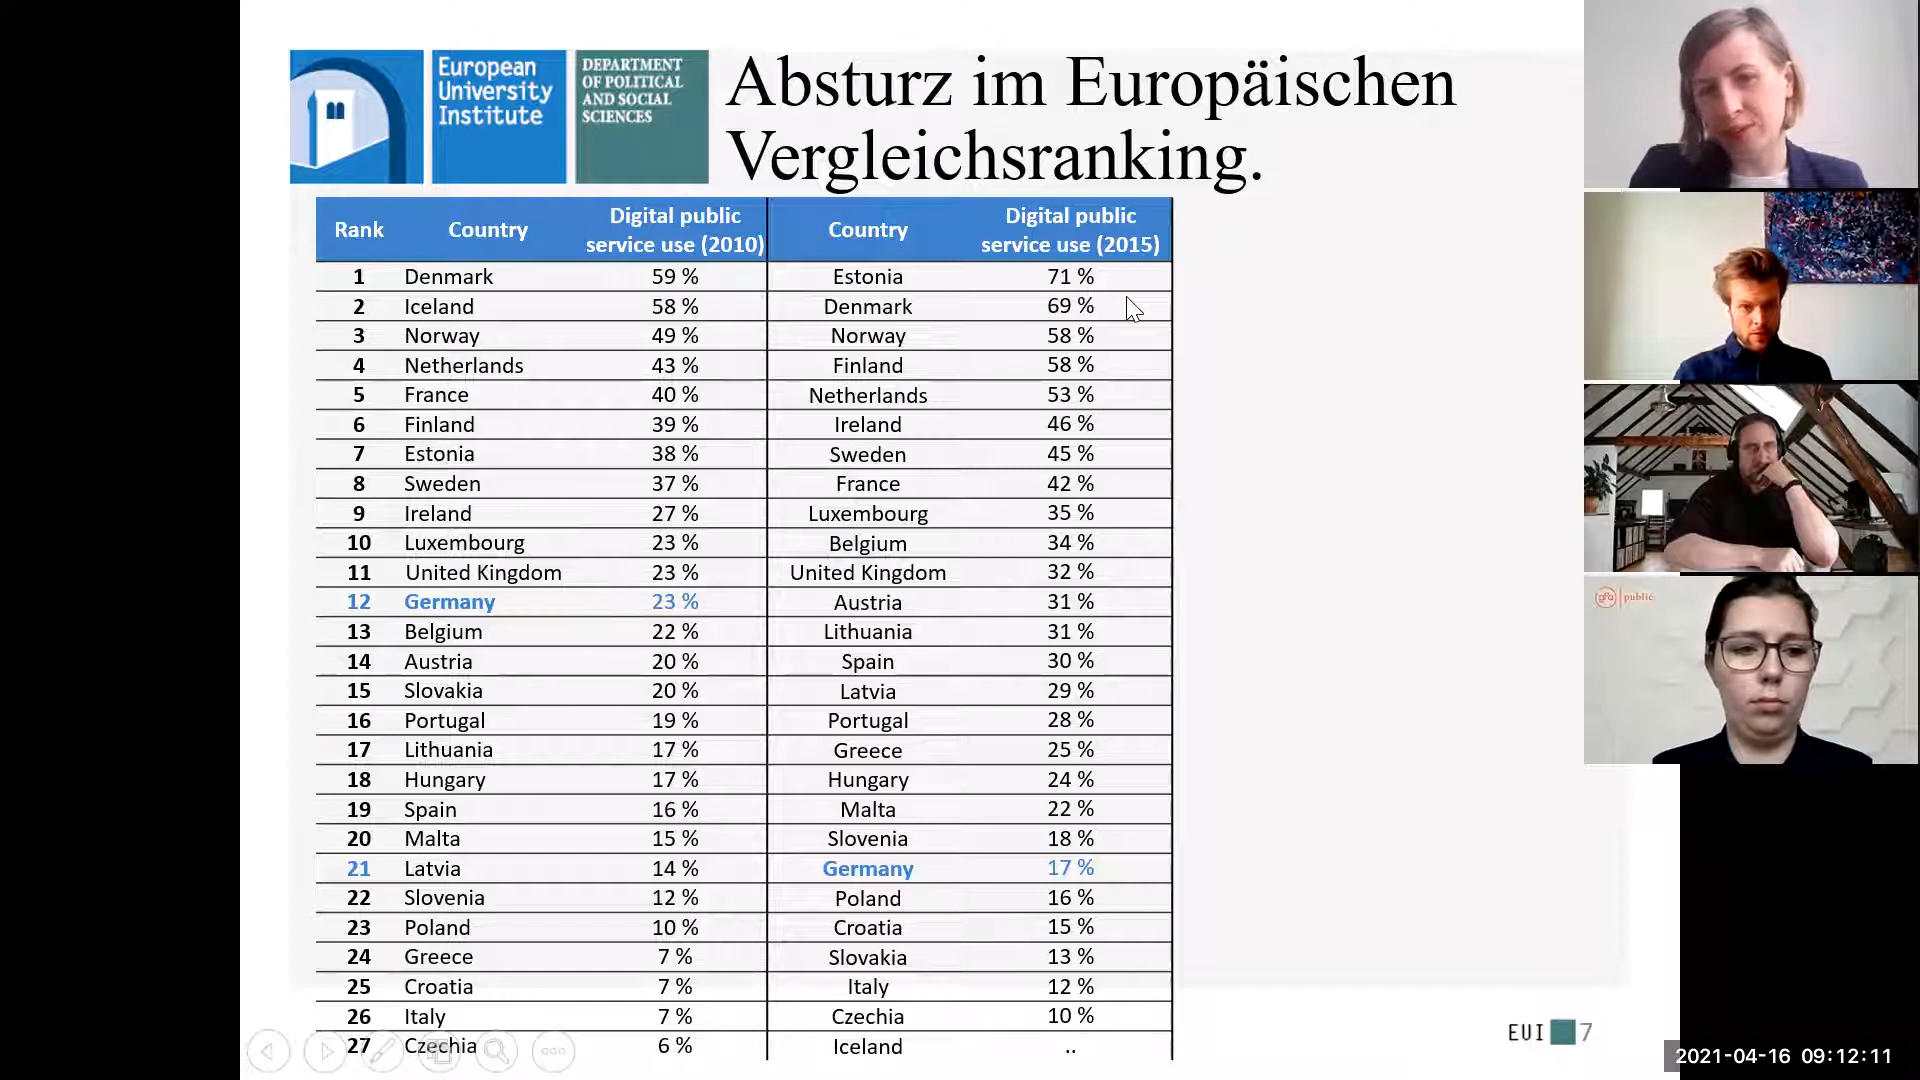 European
University
Institute
DEPARTMENT
OF POLITICAL
AND SOCIAL
SCIENCES
Absturz im Europäischen
Vergleichsranking.
Rank Country Digital public service use (2010) Country Digital public service use (2015)
1 Denmark 59 % Estonia 71 %
2 Iceland 58 % Denmark 69 %
3 Norway 49 % Norway 58 %
4 Netherlands 43 % Finland 58 %
5 France 40 % Netherlands 53 %
6 Finland 39 % Ireland 46 %
7 Estonia 38 % Sweden 45 %
8 Sweden 37 % France 42 %
9 Ireland 27 % Luxembourg 35 %
10 Luxembourg 23 % Belgium 34 %
11 United Kingdom 23 % United Kingdom 32 %
12 Germany 23 % Austria 31 %
13 Belgium 22 % Lithuania 31 %
14 Austria 20 % Spain 30 %
15 Slovakia 20 % Latvia 29 %
16 Portugal 19 % Portugal 28 %
17 Lithuania 17 % Greece 25 %
18 Hungary 17 % Hungary 24 %
19 Spain 16 % Malta 22 %
20 Malta 15 % Slovenia 18 %
21 Latvia 14 % Germany 17 %
22 Slovenia 12 % Poland 16 %
23 Poland 10 % Croatia 15 %
24 Greece 7 % Slovakia 13 %
25 Croatia 7 % Italy 12 %
26 Italy 7 % Czechia 10 %
27 Czechia 6 % Iceland ..
EUI 7
public
2021-04-16 09:12:11